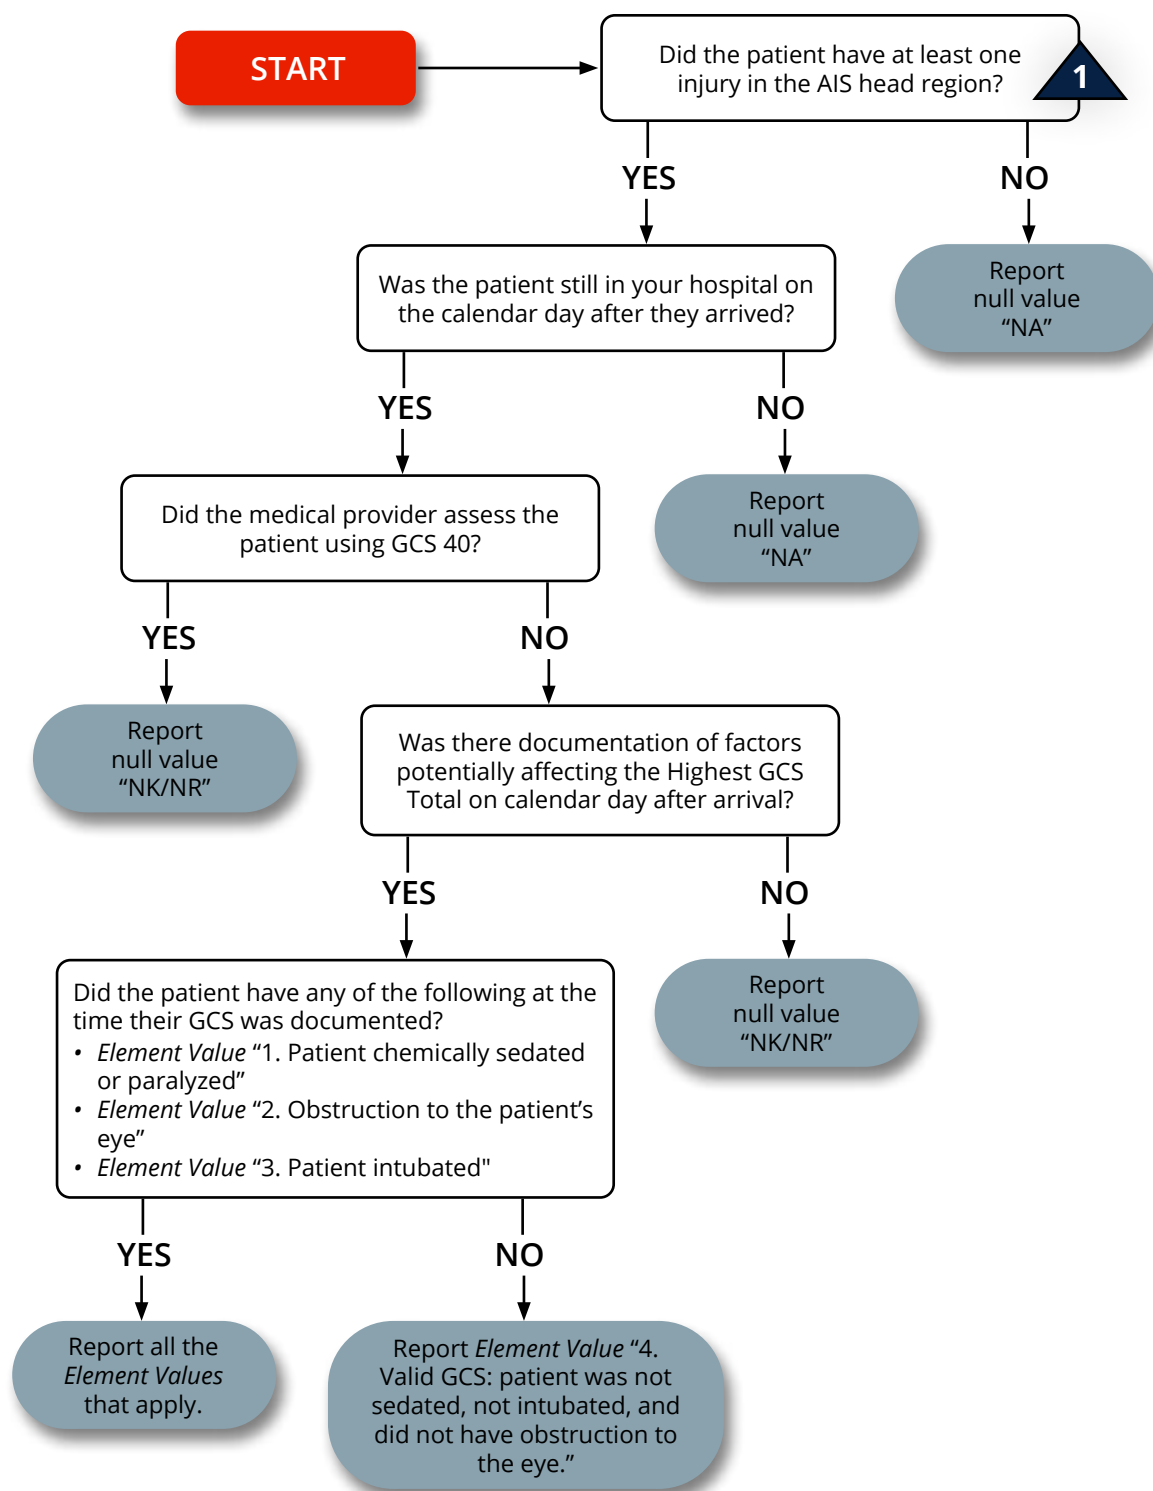 START
Did the patient have at least one
injury in the AIS head region?
1
YES
NO
Was the patient still in your hospital on
the calendar day after they arrived?
Report
null value
“NA”
YES
NO
Did the medical provider assess the
patient using GCS 40?
Report
null value
“NA”
YES
NO
Report
null value
“NK/NR”
Was there documentation of factors
potentially affecting the Highest GCS
Total on calendar day after arrival?
YES
NO
Did the patient have any of the following at the
time their GCS was documented?
• Element Value “1. Patient chemically sedated
or paralyzed”
• Element Value “2. Obstruction to the patient’s
eye”
• Element Value “3. Patient intubated"
Report
null value
“NK/NR”
YES
NO
Report all the
Element Values
that apply.
Report Element Value “4.
Valid GCS: patient was not
sedated, not intubated, and
did not have obstruction to
the eye.”